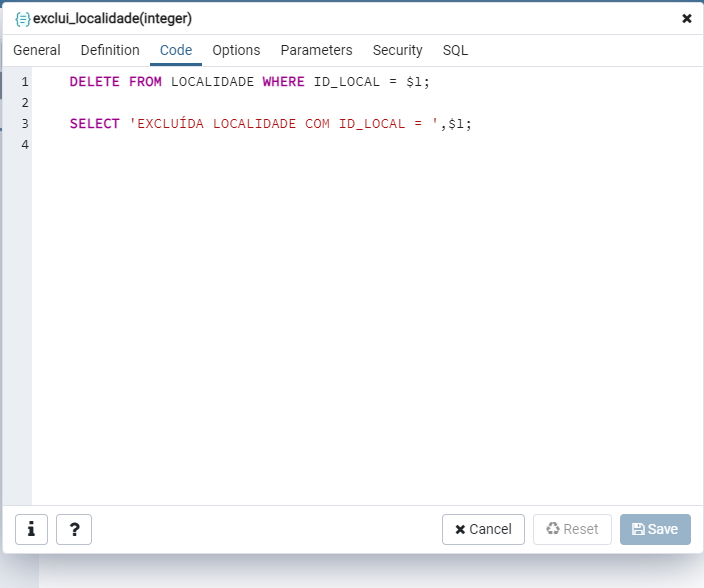 exclui_localidade(integer)
General Definition Code Options Parameters Security SQL
1 DELETE FROM LOCALIDADE WHERE ID_LOCAL = $1;
2
3 SELECT 'EXCLUÍDA LOCALIDADE COM ID_LOCAL = ',$1;
4
i ? Cancel Reset Save